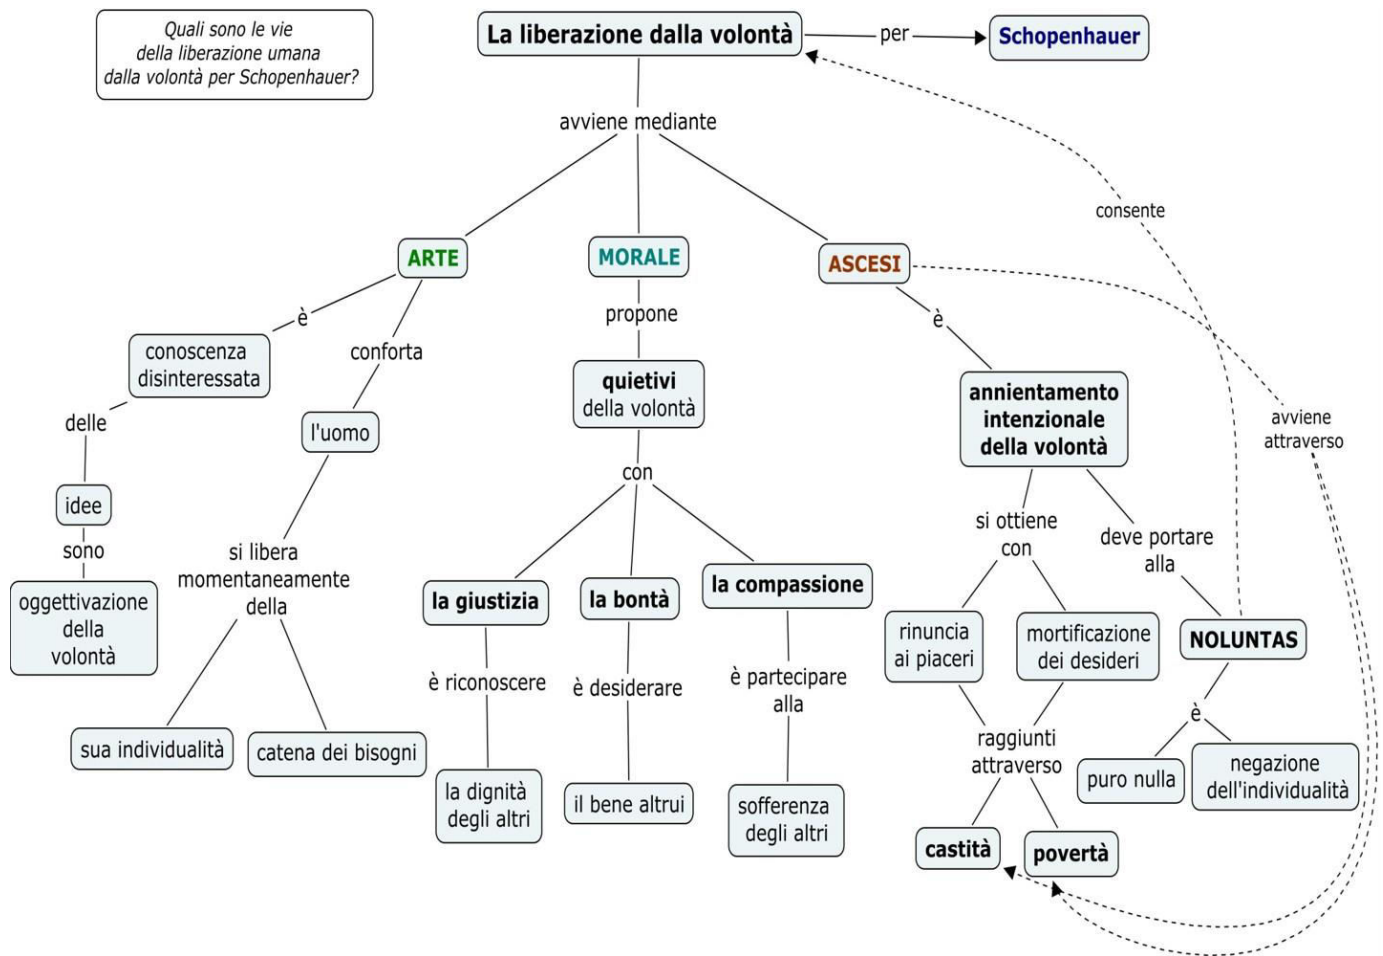 Quali sono le vie
della liberazione umana
dalla volontà per Schopenhauer?
La liberazione dalla volontà
per
Schopenhauer
avviene mediante
consente
ARTE
MORALE
ASCESI
è
conoscenza
disinteressata
delle
idee
sono
oggettivazione
della
volontà
conforta
l'uomo
si libera
momentaneamente
della
sua individualità
catena dei bisogni
propone
quietivi
della volontà
con
la giustizia
è riconoscere
la dignità
degli altri
la bontà
è desiderare
il bene altrui
la compassione
è partecipare
alla
sofferenza
degli altri
è
annientamento
intenzionale
della volontà
si ottiene
con
rinuncia
ai piaceri
mortificazione
dei desideri
raggiunti
attraverso
castità
povertà
deve portare
alla
NOLUNTAS
è
puro nulla
negazione
dell'individualità
avviene
attraverso